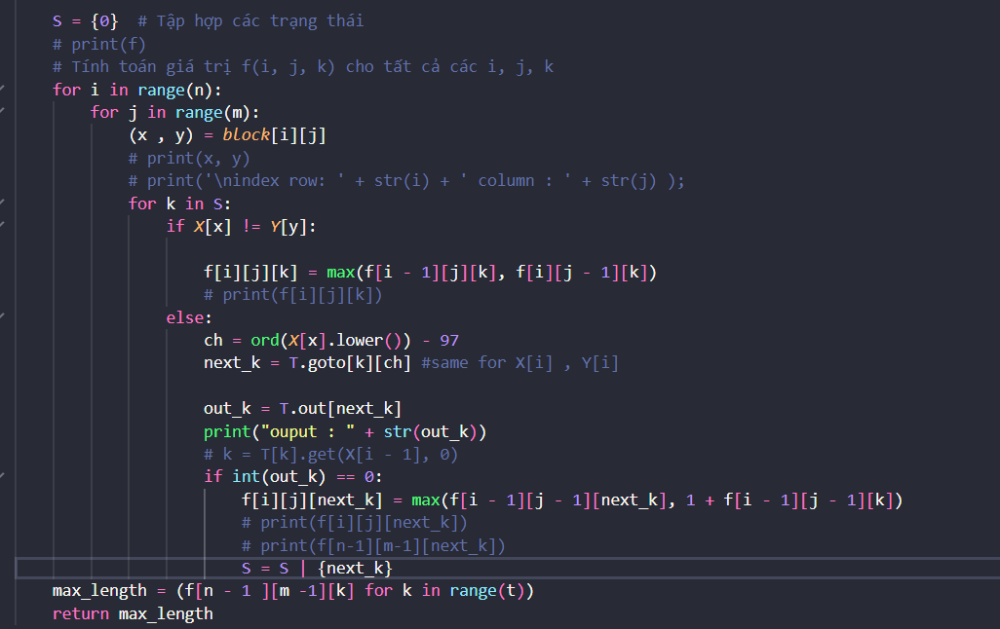 S = {0}  # Tập hợp các trạng thái
# print(f)
# Tính toán giá trị f(i, j, k) cho tất cả các i, j, k
for i in range(n):
    for j in range(m):
        (x , y) = block[i][j]
        # print(x, y)
        # print('\nindex row: ' + str(i) + ' column : ' + str(j) );
        for k in S:
            if X[x] != Y[y]:
                f[i][j][k] = max(f[i - 1][j][k], f[i][j - 1][k])
                # print(f[i][j][k])
            else:
                ch = ord(X[x].lower()) - 97
                next_k = T.goto[k][ch] #same for X[i] , Y[i]
                out_k = T.out[next_k]
                print("ouput : " + str(out_k))
                # k = T[k].get(X[i - 1], 0)
                if int(out_k) == 0:
                    f[i][j][next_k] = max(f[i - 1][j - 1][next_k], 1 + f[i - 1][j - 1][k])
                    # print(f[i][j][next_k])
                    # print(f[n-1][m-1][next_k])
                    S = S | {next_k}
max_length = (f[n - 1 ][m -1][k] for k in range(t))
return max_length